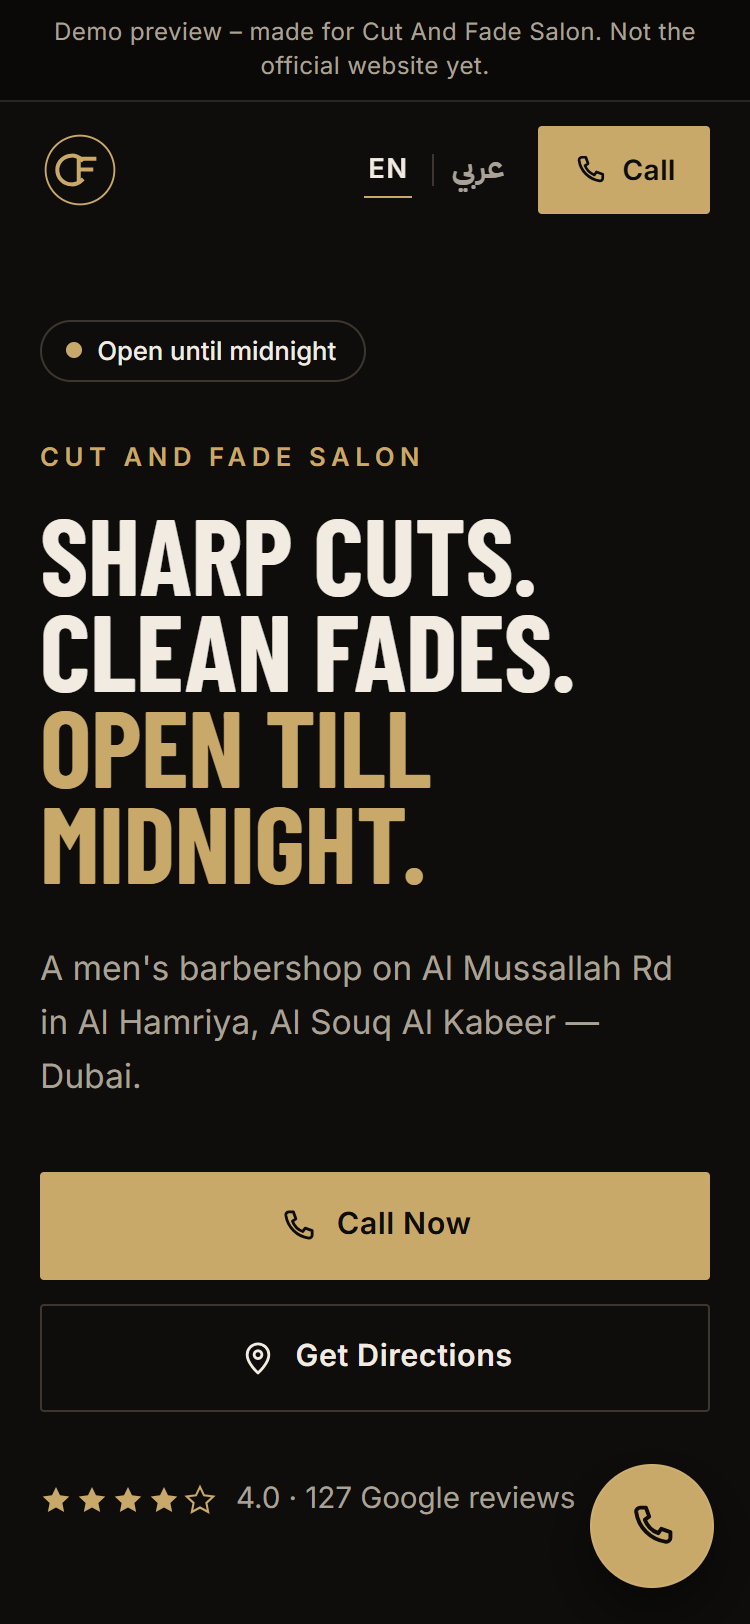 Demo preview – made for Cut And Fade Salon. Not the
official website yet.
CF
EN
عربي
Call
Open until midnight
CUT AND FADE SALON
SHARP CUTS.
CLEAN FADES.
OPEN TILL
MIDNIGHT.
A men's barbershop on Al Mussallah Rd
in Al Hamriya, Al Souq Al Kabeer —
Dubai.
Call Now
Get Directions
4.0 · 127 Google reviews